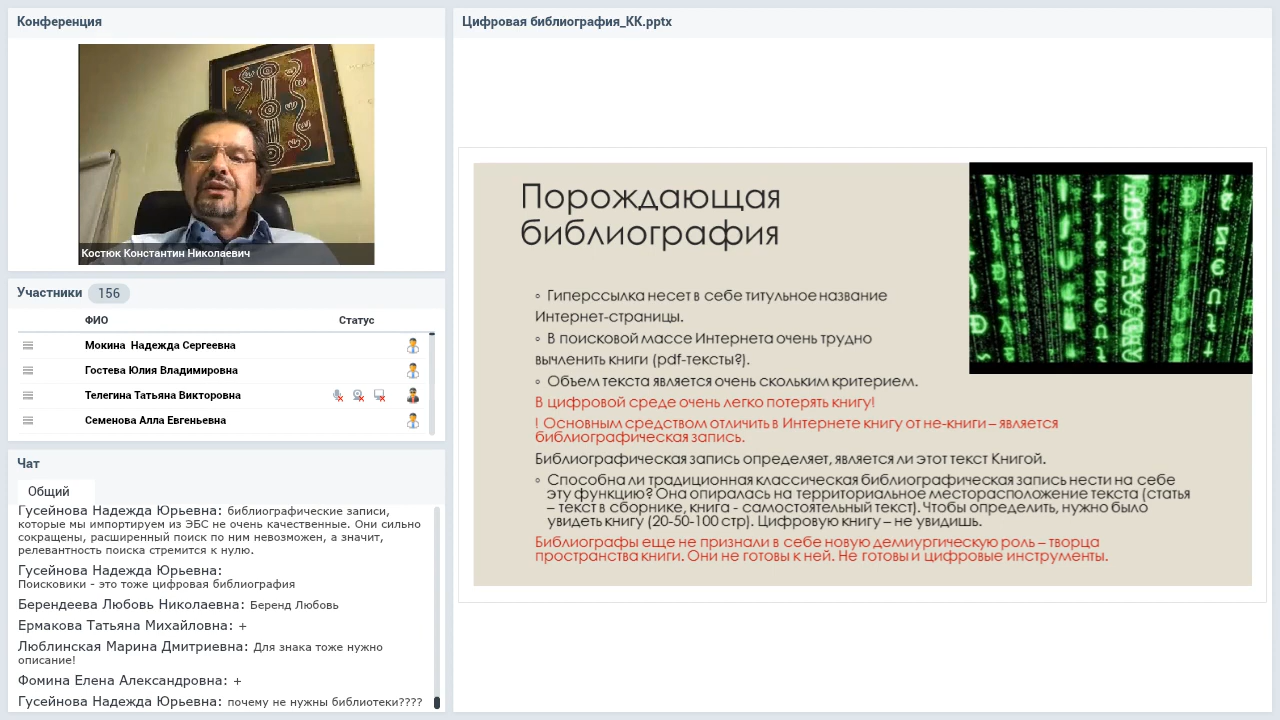 Конференция
Костюк Константин Николаевич
Участники 156
ФИО Статус
Мокина Надежда Сергеевна
Гостева Юлия Владимировна
Телегина Татьяна Викторовна
Семенова Алла Евгеньевна
Чат
Общий
Гусейнова Надежда Юрьевна: библиографические записи,
которые мы импортируем из ЭБС не очень качественные. Они сильно
сокращены, расширенный поиск по ним невозможен, а значит,
релевантность поиска стремится к нулю.
Гусейнова Надежда Юрьевна:
Поисковики - это тоже цифровая библиография
Берендеева Любовь Николаевна: Беренд Любовь
Ермакова Татьяна Михайловна: +
Люблинская Марина Дмитриевна: Для знака тоже нужно
описание!
Фомина Елена Александровна: +
Гусейнова Надежда Юрьевна: почему не нужны библиотеки????
Цифровая библиография_КК.pptx
Порождающая
библиография
◦ Гиперссылка несет в себе титульное название
Интернет-страницы.
◦ В поисковой массе Интернета очень трудно
вычленить книги (pdf-тексты?).
◦ Объем текста является очень скользким критерием.
В цифровой среде очень легко потерять книгу!
! Основным средством отличить в Интернете книгу от не-книги – является
библиографическая запись.
Библиографическая запись определяет, является ли этот текст Книгой.
◦ Способна ли традиционная классическая библиографическая запись нести на себе
эту функцию? Она опиралась на территориальное месторасположение текста (статья
– текст в сборнике, книга - самостоятельный текст). Чтобы определить, нужно было
увидеть книгу (20-50-100 стр). Цифровую книгу – не увидишь.
Библиографы еще не признали в себе новую демиургическую роль – творца
пространства книги. Они не готовы к ней. Не готовы и цифровые инструменты.